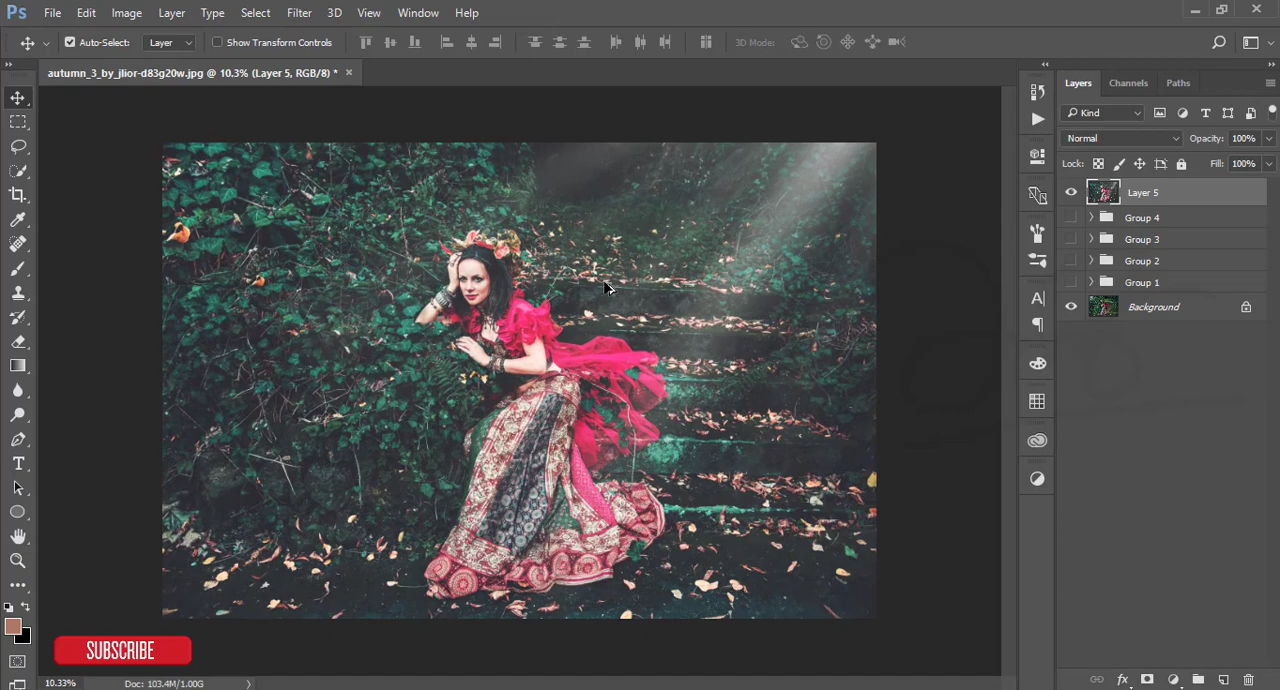 Ps File Edit Image Layer Type Select Filter 3D View Window Help
Auto-Select: Layer Show Transform Controls 3D Mode:
autumn_3_by_jlior-d83g20w.jpg @ 10.3% (Layer 5, RGB/8) *
Layers Channels Paths
Kind
Normal Opacity: 100%
Lock: Fill: 100%
Layer 5
Group 4
Group 3
Group 2
Group 1
Background
SUBSCRIBE
10.33% Doc: 103.4M/1.00G